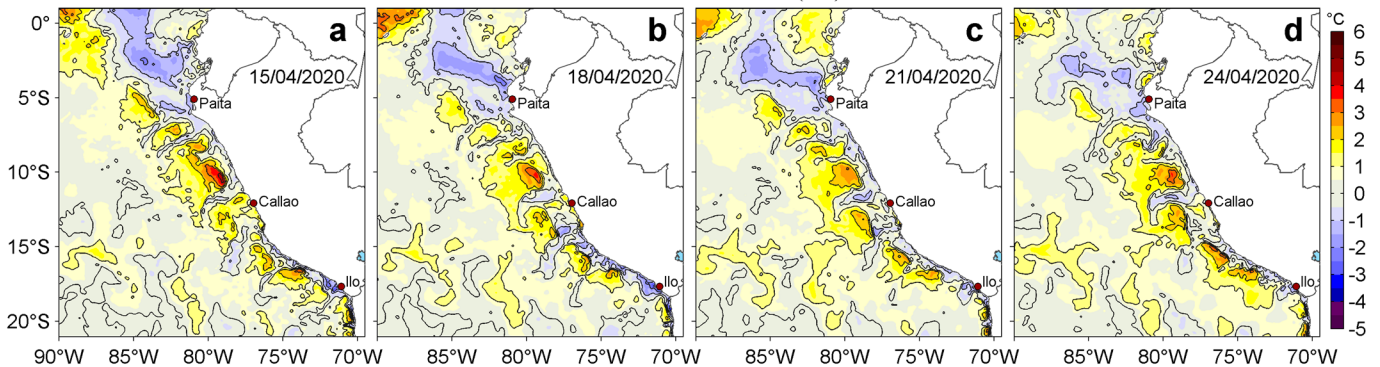 a
b
c
d
°C
15/04/2020
18/04/2020
21/04/2020
24/04/2020
0°
5°S
10°S
15°S
20°S
Paita
Callao
Ilo
Paita
Callao
Ilo
Paita
Callao
Ilo
Paita
Callao
Ilo
90°W
85°W
80°W
75°W
70°W
85°W
80°W
75°W
70°W
85°W
80°W
75°W
70°W
85°W
80°W
75°W
70°W
6
5
4
3
2
1
0
-1
-2
-3
-4
-5